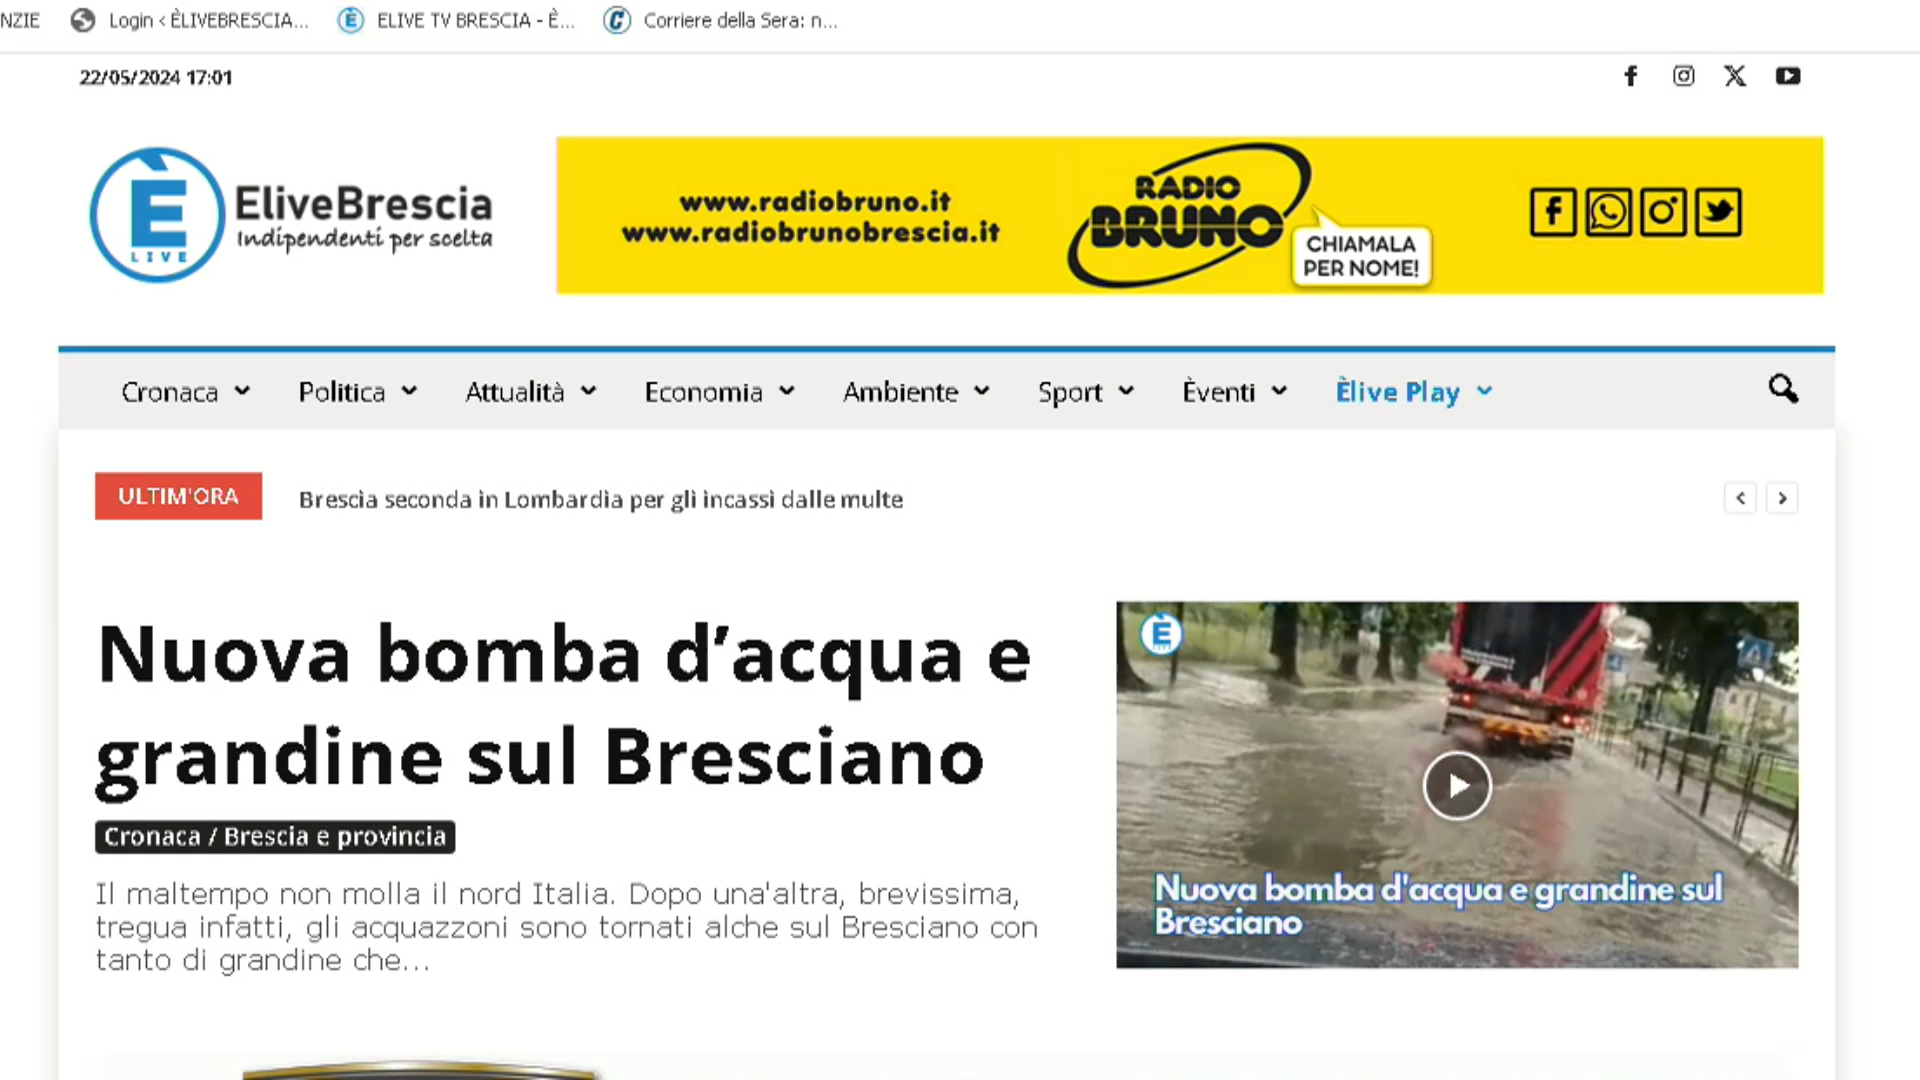 NZIE
Login < ÈLIVEBRESCIA...
ELIVE TV BRESCIA - È...
Corriere della Sera: n...
22/05/2024 17:01
È
LIVE
EliveBrescia
Indipendenti per scelta
www.radiobruno.it
www.radiobrunobrescia.it
RADIO
BRUNO
CHIAMALA
PER NOME!
Cronaca
Politica
Attualità
Economia
Ambiente
Sport
Èventi
Èlive Play
ULTIM'ORA
Brescia seconda in Lombardia per gli incassi dalle multe
Nuova bomba d’acqua e
grandine sul Bresciano
Cronaca / Brescia e provincia
Il maltempo non molla il nord Italia. Dopo una'altra, brevissima,
tregua infatti, gli acquazzoni sono tornati alche sul Bresciano con
tanto di grandine che...
È
Nuova bomba d'acqua e grandine sul
Bresciano